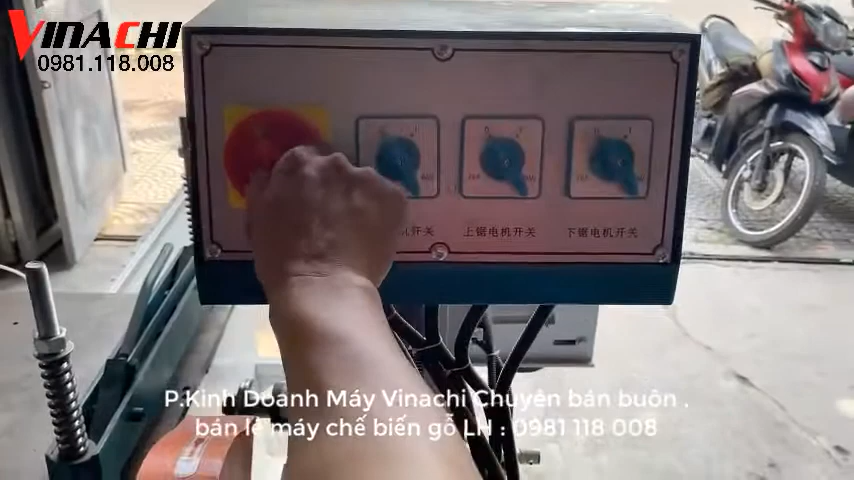 VINACHI
0981.118.008
机开关
上锯电机开关
下锯电机开关
P.Kinh Doanh Máy Vinachi Chuyên bán buôn .
bán lẻ máy chế biến gỗ LH : 0981 118 008